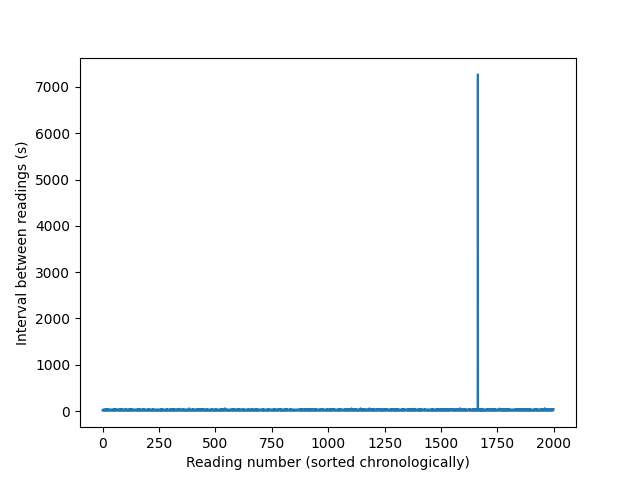 7000
6000
5000
4000
3000
2000
1000
0
Interval between readings (s)
0 250 500 750 1000 1250 1500 1750 2000
Reading number (sorted chronologically)